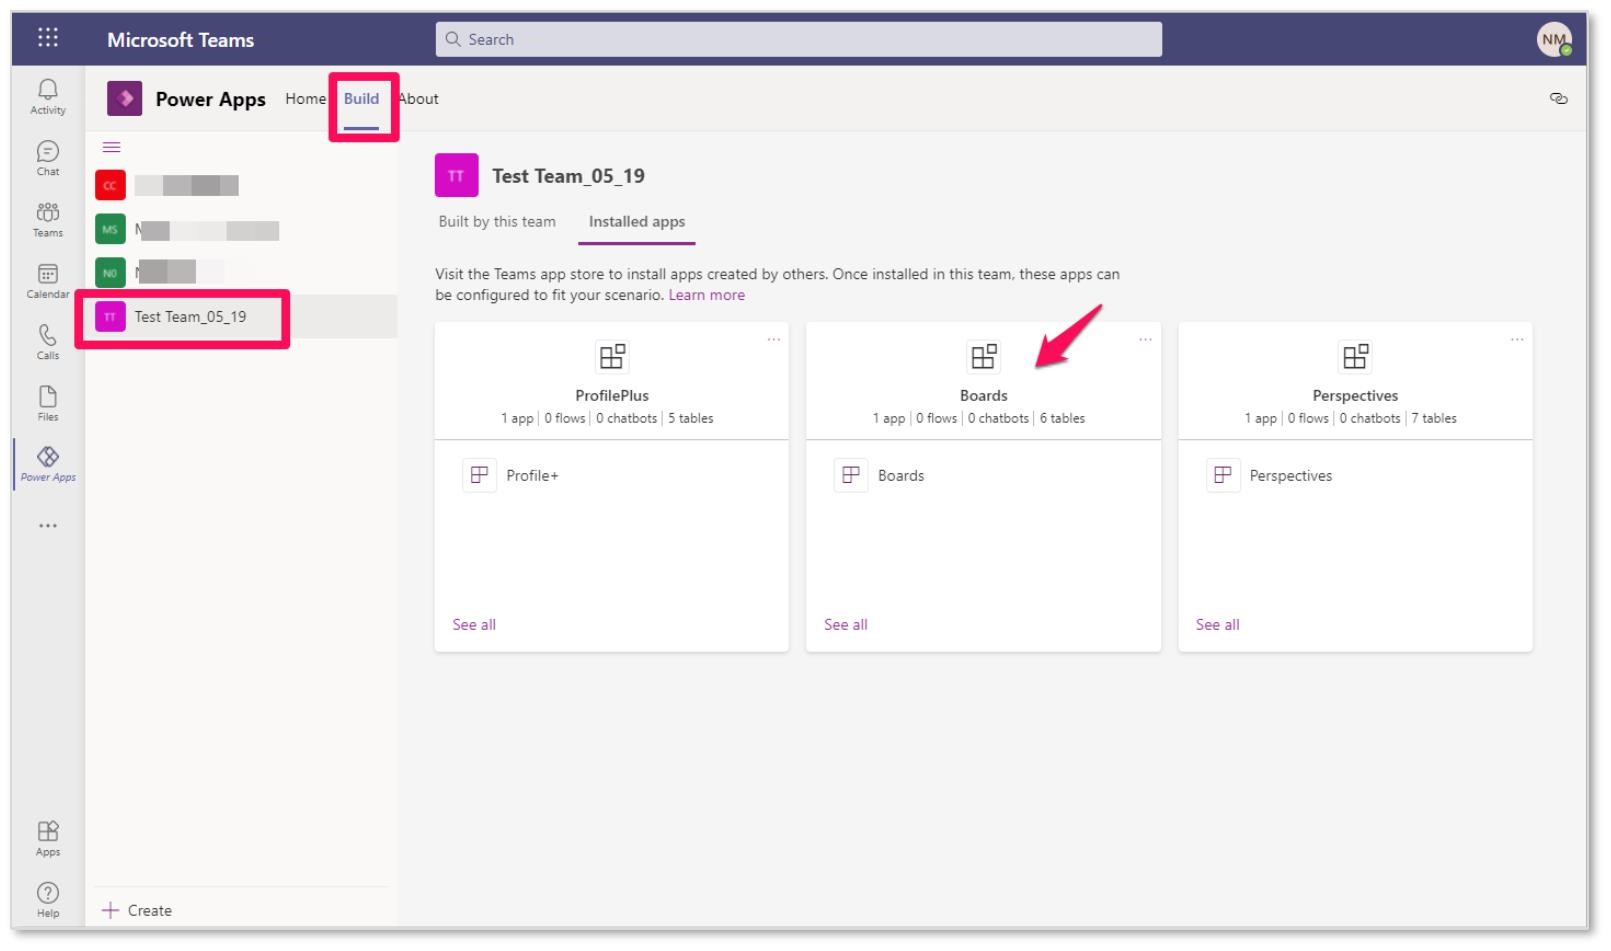 Microsoft Teams
Search
NM
Activity
Chat
Teams
Calendar
Calls
Files
Power Apps
Apps
Help
Power Apps
Home
Build
About
CC
MS
N0
TT
Test Team_05_19
Create
TT
Test Team_05_19
Built by this team
Installed apps
Visit the Teams app store to install apps created by others. Once installed in this team, these apps can
be configured to fit your scenario. Learn more
ProfilePlus
1 app | 0 flows | 0 chatbots | 5 tables
Profile+
See all
Boards
1 app | 0 flows | 0 chatbots | 6 tables
Boards
See all
Perspectives
1 app | 0 flows | 0 chatbots | 7 tables
Perspectives
See all